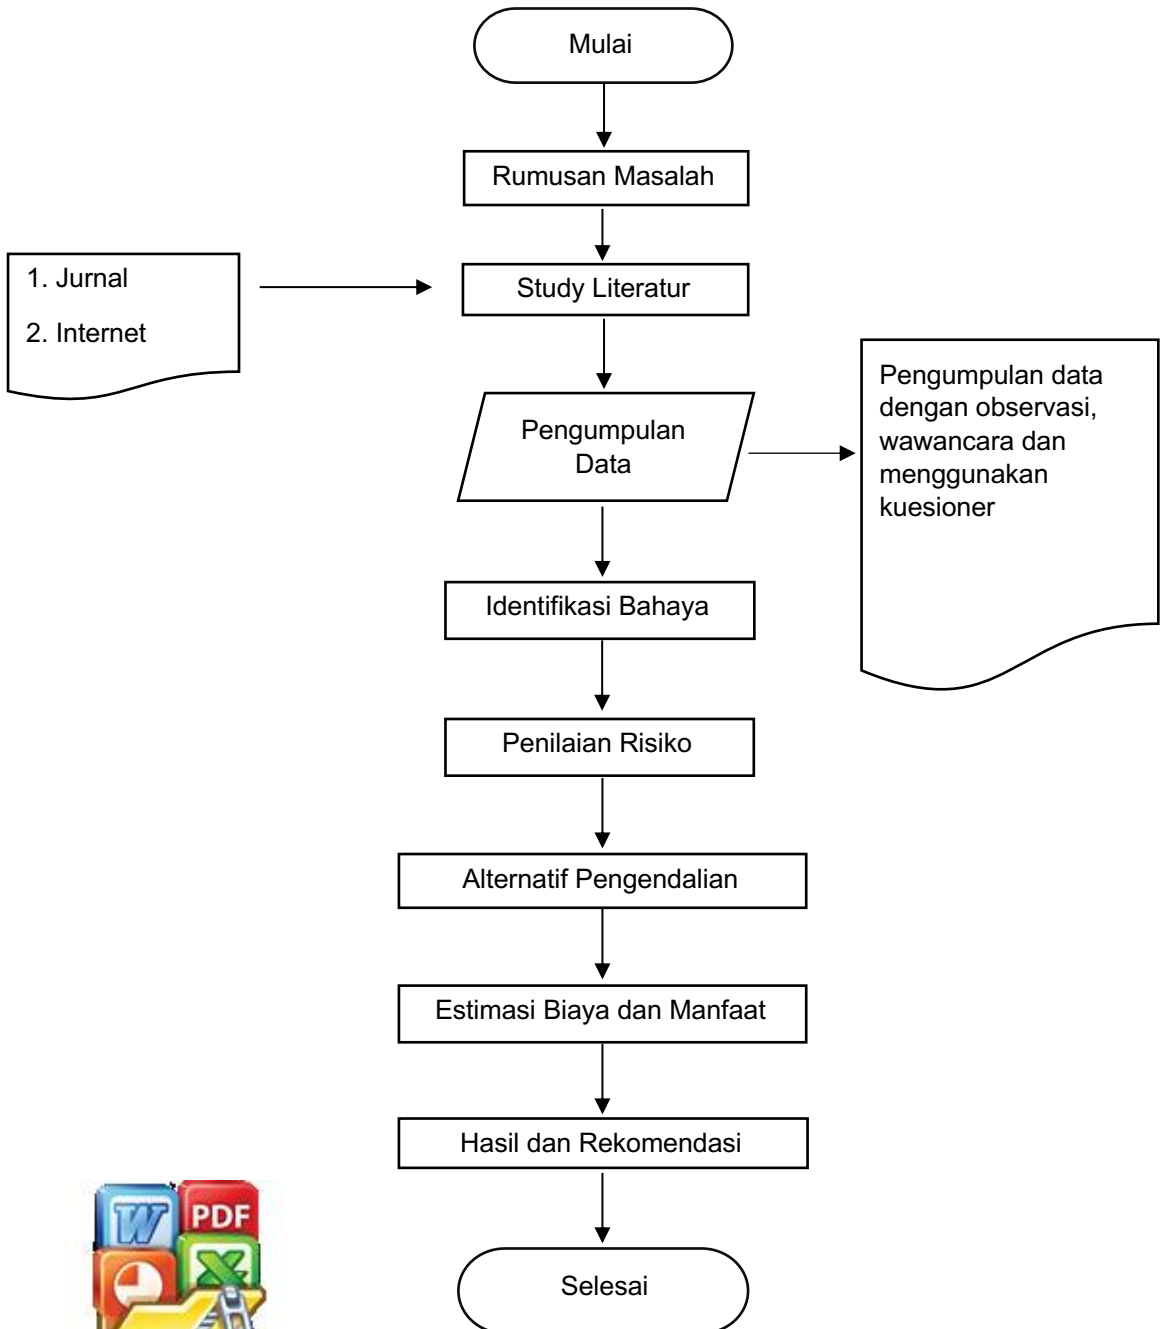 Mulai
Rumusan Masalah
1. Jurnal
2. Internet
Study Literatur
Pengumpulan
Data
Pengumpulan data
dengan observasi,
wawancara dan
menggunakan
kuesioner
Identifikasi Bahaya
Penilaian Risiko
Alternatif Pengendalian
Estimasi Biaya dan Manfaat
Hasil dan Rekomendasi
W
PDF
X
Selesai